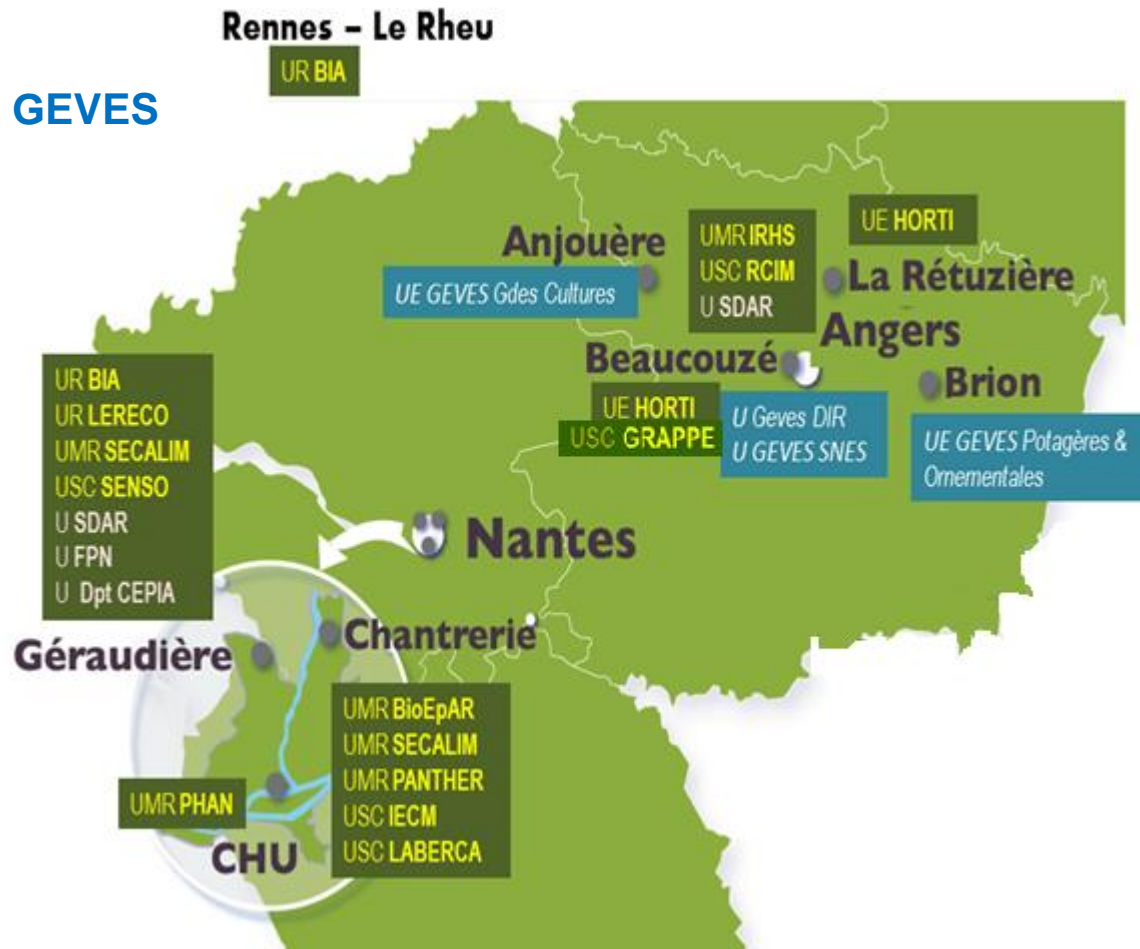 Rennes – Le Rheu
UR BIA
GEVES
UE HORTI
UMR IRHS
USC RCIM
U SDAR
Anjouère
UE GEVES Gdes Cultures
La Rétuzière
Angers
Beaucouzé
Brion
UE HORTI
USC GRAPPE
U Geves DIR
U GEVES SNES
UE GEVES Potagères &
Ornementales
UR BIA
UR LERECO
UMR SECALIM
USC SENSO
U SDAR
U FPN
U Dpt CEPIA
Nantes
Géraudière
Chantrerie
UMR BioEpAR
UMR SECALIM
UMR PANTHER
USC IECM
USC LABERCA
UMR PHAN
CHU